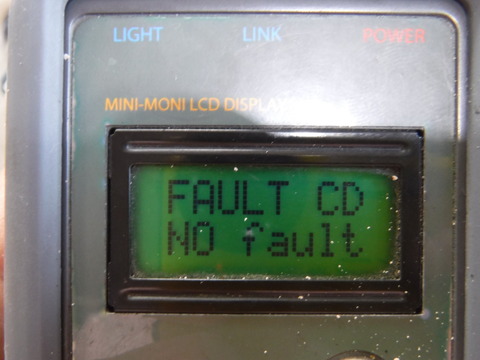 LIGHT LINK POWER
MINI-MONI LCD DISPLAY
FAULT CD
NO fault